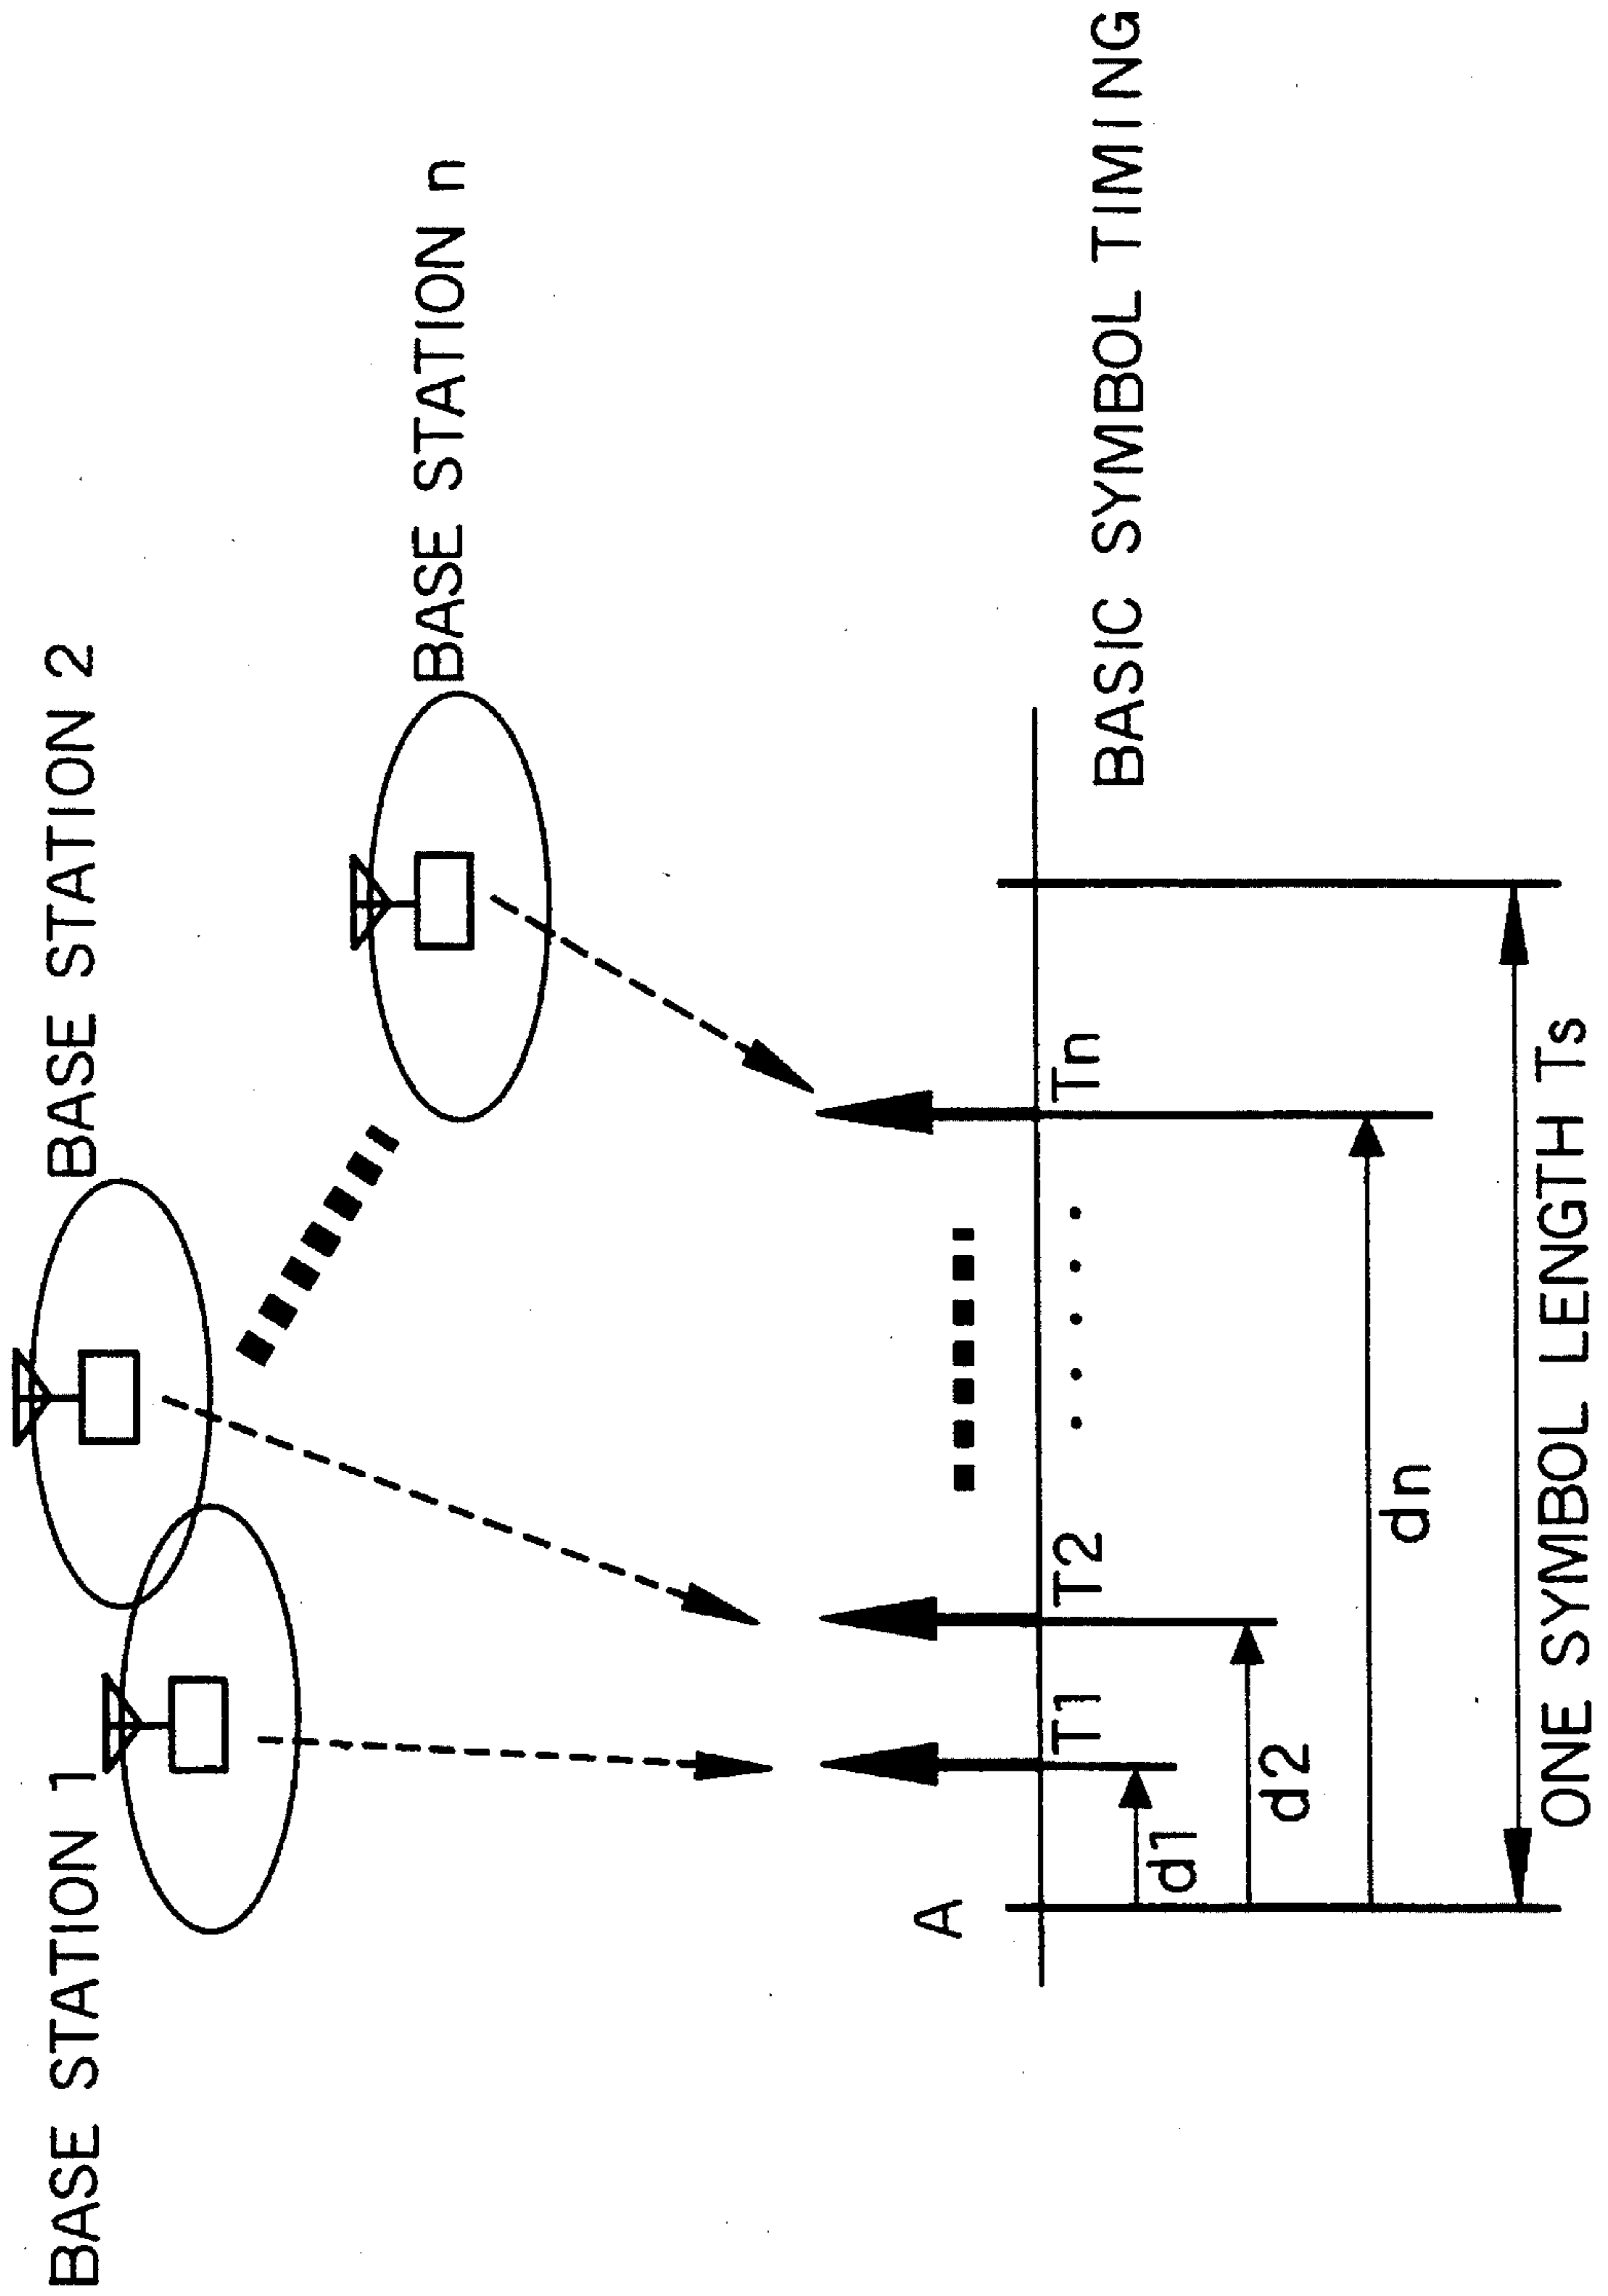 BASE STATION 1
BASE STATION 2
BASE STATION n
A
T1
T2
Tn
BASIC SYMBOL TIMING
d1
d2
dn
ONE SYMBOL LENGTH Ts